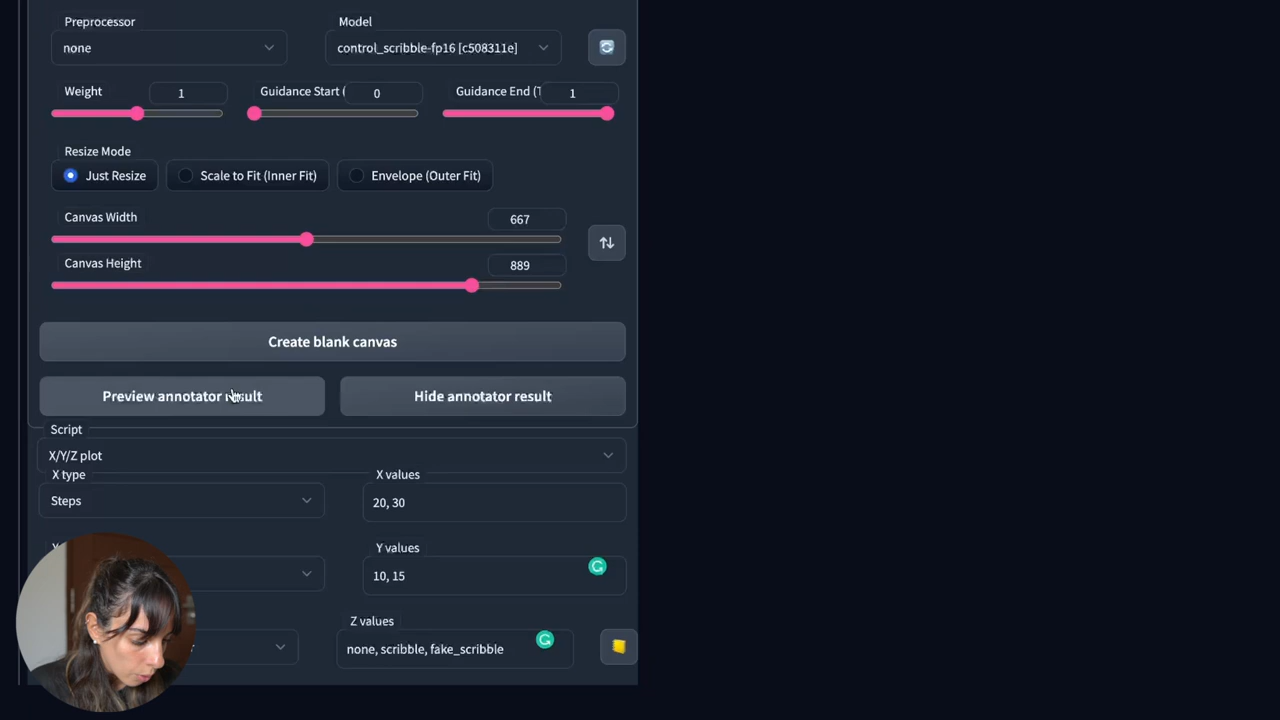 Preprocessor Model
none control_scribble-fp16 [c508311e]
Weight 1 Guidance Start ( 0 Guidance End (T 1
Resize Mode
Just Resize Scale to Fit (Inner Fit) Envelope (Outer Fit)
Canvas Width 667
Canvas Height 889
Create blank canvas
Preview annotator result Hide annotator result
Script
X/Y/Z plot
X type X values
Steps 20, 30
Y values
10, 15
Z values
none, scribble, fake_scribble